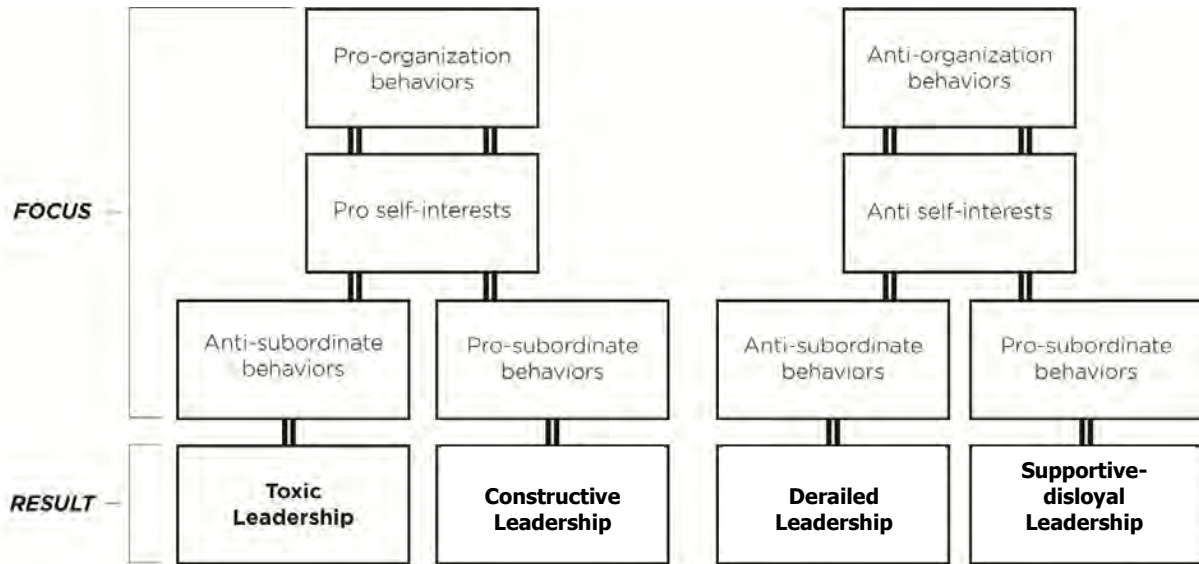 Pro-organization
behaviors
Anti-organization
behaviors
FOCUS
Pro self-interests
Anti self-interests
Anti-subordinate
behaviors
Pro-subordinate
behaviors
Anti-subordinate
behaviors
Pro-subordinate
behaviors
RESULT
Toxic
Leadership
Constructive
Leadership
Derailed
Leadership
Supportive-
disloyal
Leadership